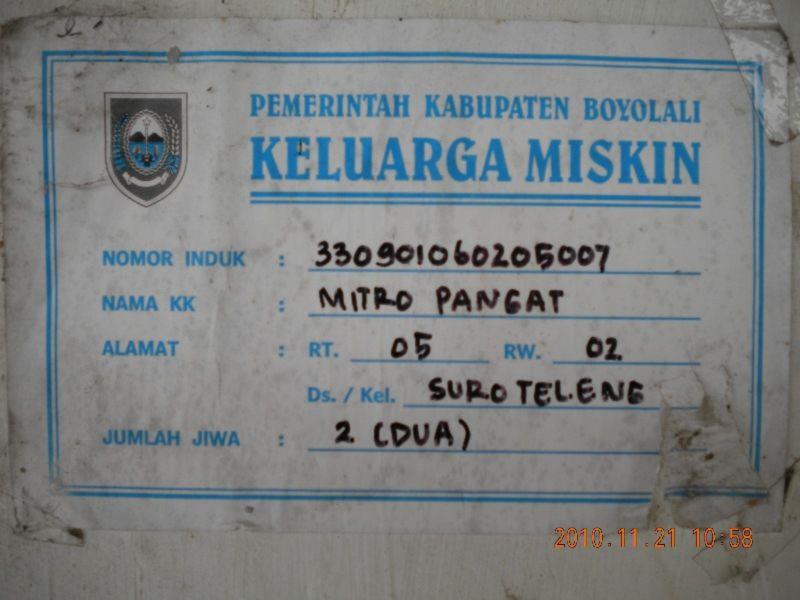 PEMERINTAH KABUPATEN BOYOLALI
KELUARGA MISKIN
NOMOR INDUK : 330901060205007
NAMA KK : MITRO PANGAT
ALAMAT : RT. 05 RW. 02
Ds. / Kel. SUROTELENG
JUMLAH JIWA : 2 (DUA)
2010.11.21 10:58